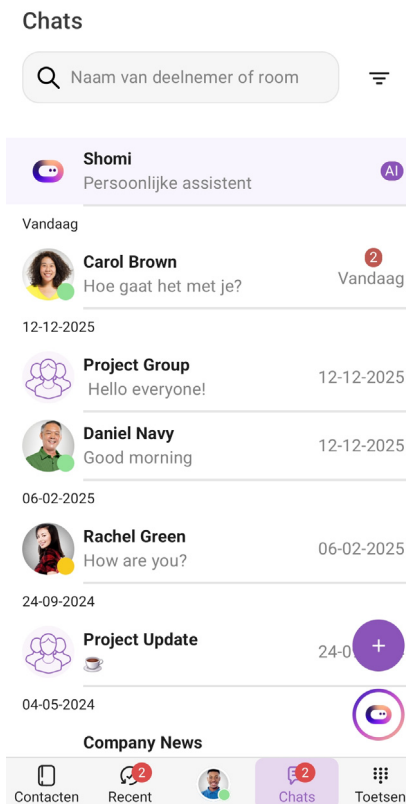 Chats
Naam van deelnemer of room
Shomi
Persoonlijke assistent
AI
Vandaag
Carol Brown
2
Hoe gaat het met je?
Vandaag
12-12-2025
Project Group
Hello everyone!
12-12-2025
Daniel Navy
Good morning
12-12-2025
06-02-2025
Rachel Green
How are you?
06-02-2025
24-09-2024
Project Update
24-0
☕
+
04-05-2024
Company News
2
2
Contacten
Recent
Chats
Toetsen